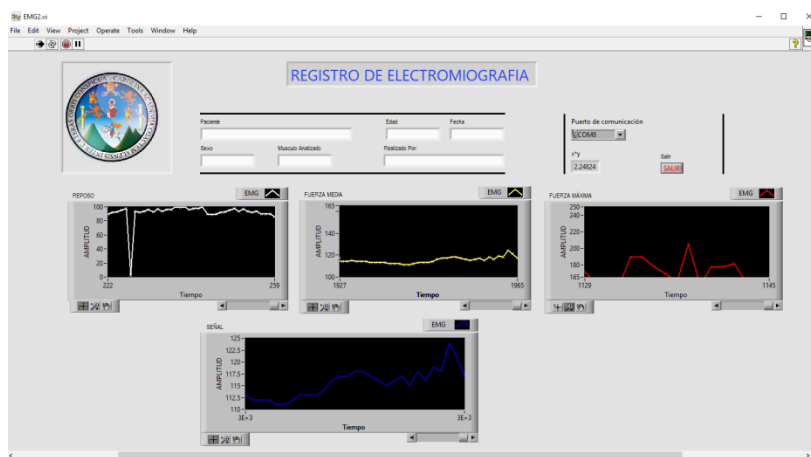 EMG2.vi
File Edit View Project Operate Tools Window Help
REGISTRO DE ELECTROMIOGRAFIA
Paciente Edad Fecha
Sexo Musculo Analizado Realizado Por:
Puerto de comunicación
COM8
x*y
2.24824
Salir
SALIR
REPOSO
EMG
AMPLITUD
100-
80-
60-
40-
20-
0-
222 259
Tiempo
FUERZA MEDIA
EMG
AMPLITUD
165
140-
120-
100-
1927 1965
Tiempo
FUERZA MÁXIMA
EMG
AMPLITUD
250-
240-
220-
200-
180-
165-
1129 1145
Tiempo
SEÑAL
EMG
AMPLITUD
125-
122.5-
120-
117.5-
115-
112.5-
110-
3E+3 3E+3
Tiempo